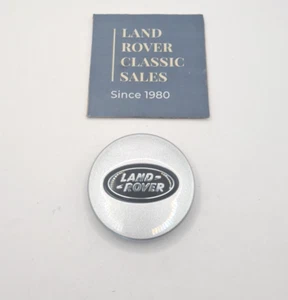 LAND
ROVER
CLASSIC
SALES
Since 1980
LAND-
-ROVER